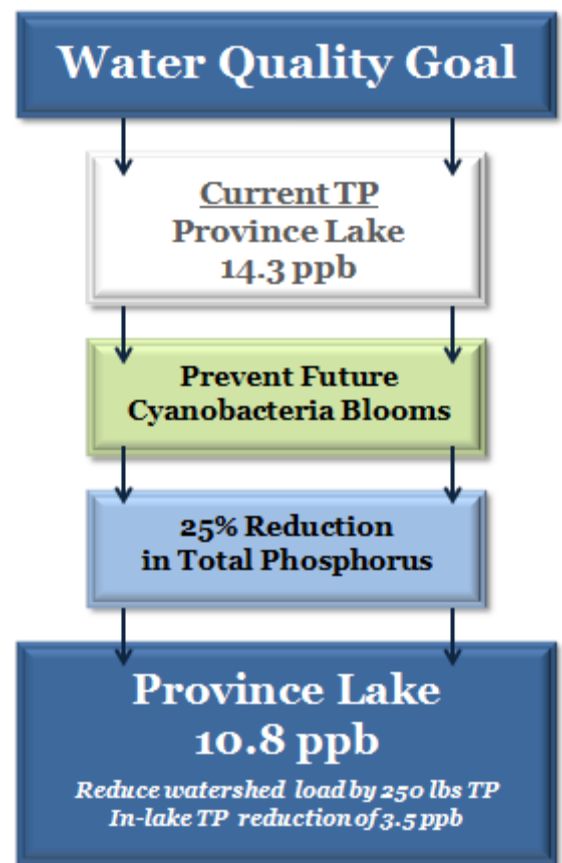 Water Quality Goal
Current TP
Province Lake
14.3 ppb
Prevent Future
Cyanobacteria Blooms
25% Reduction
in Total Phosphorus
Province Lake
10.8 ppb
Reduce watershed load by 250 lbs TP
In-lake TP reduction of 3.5 ppb